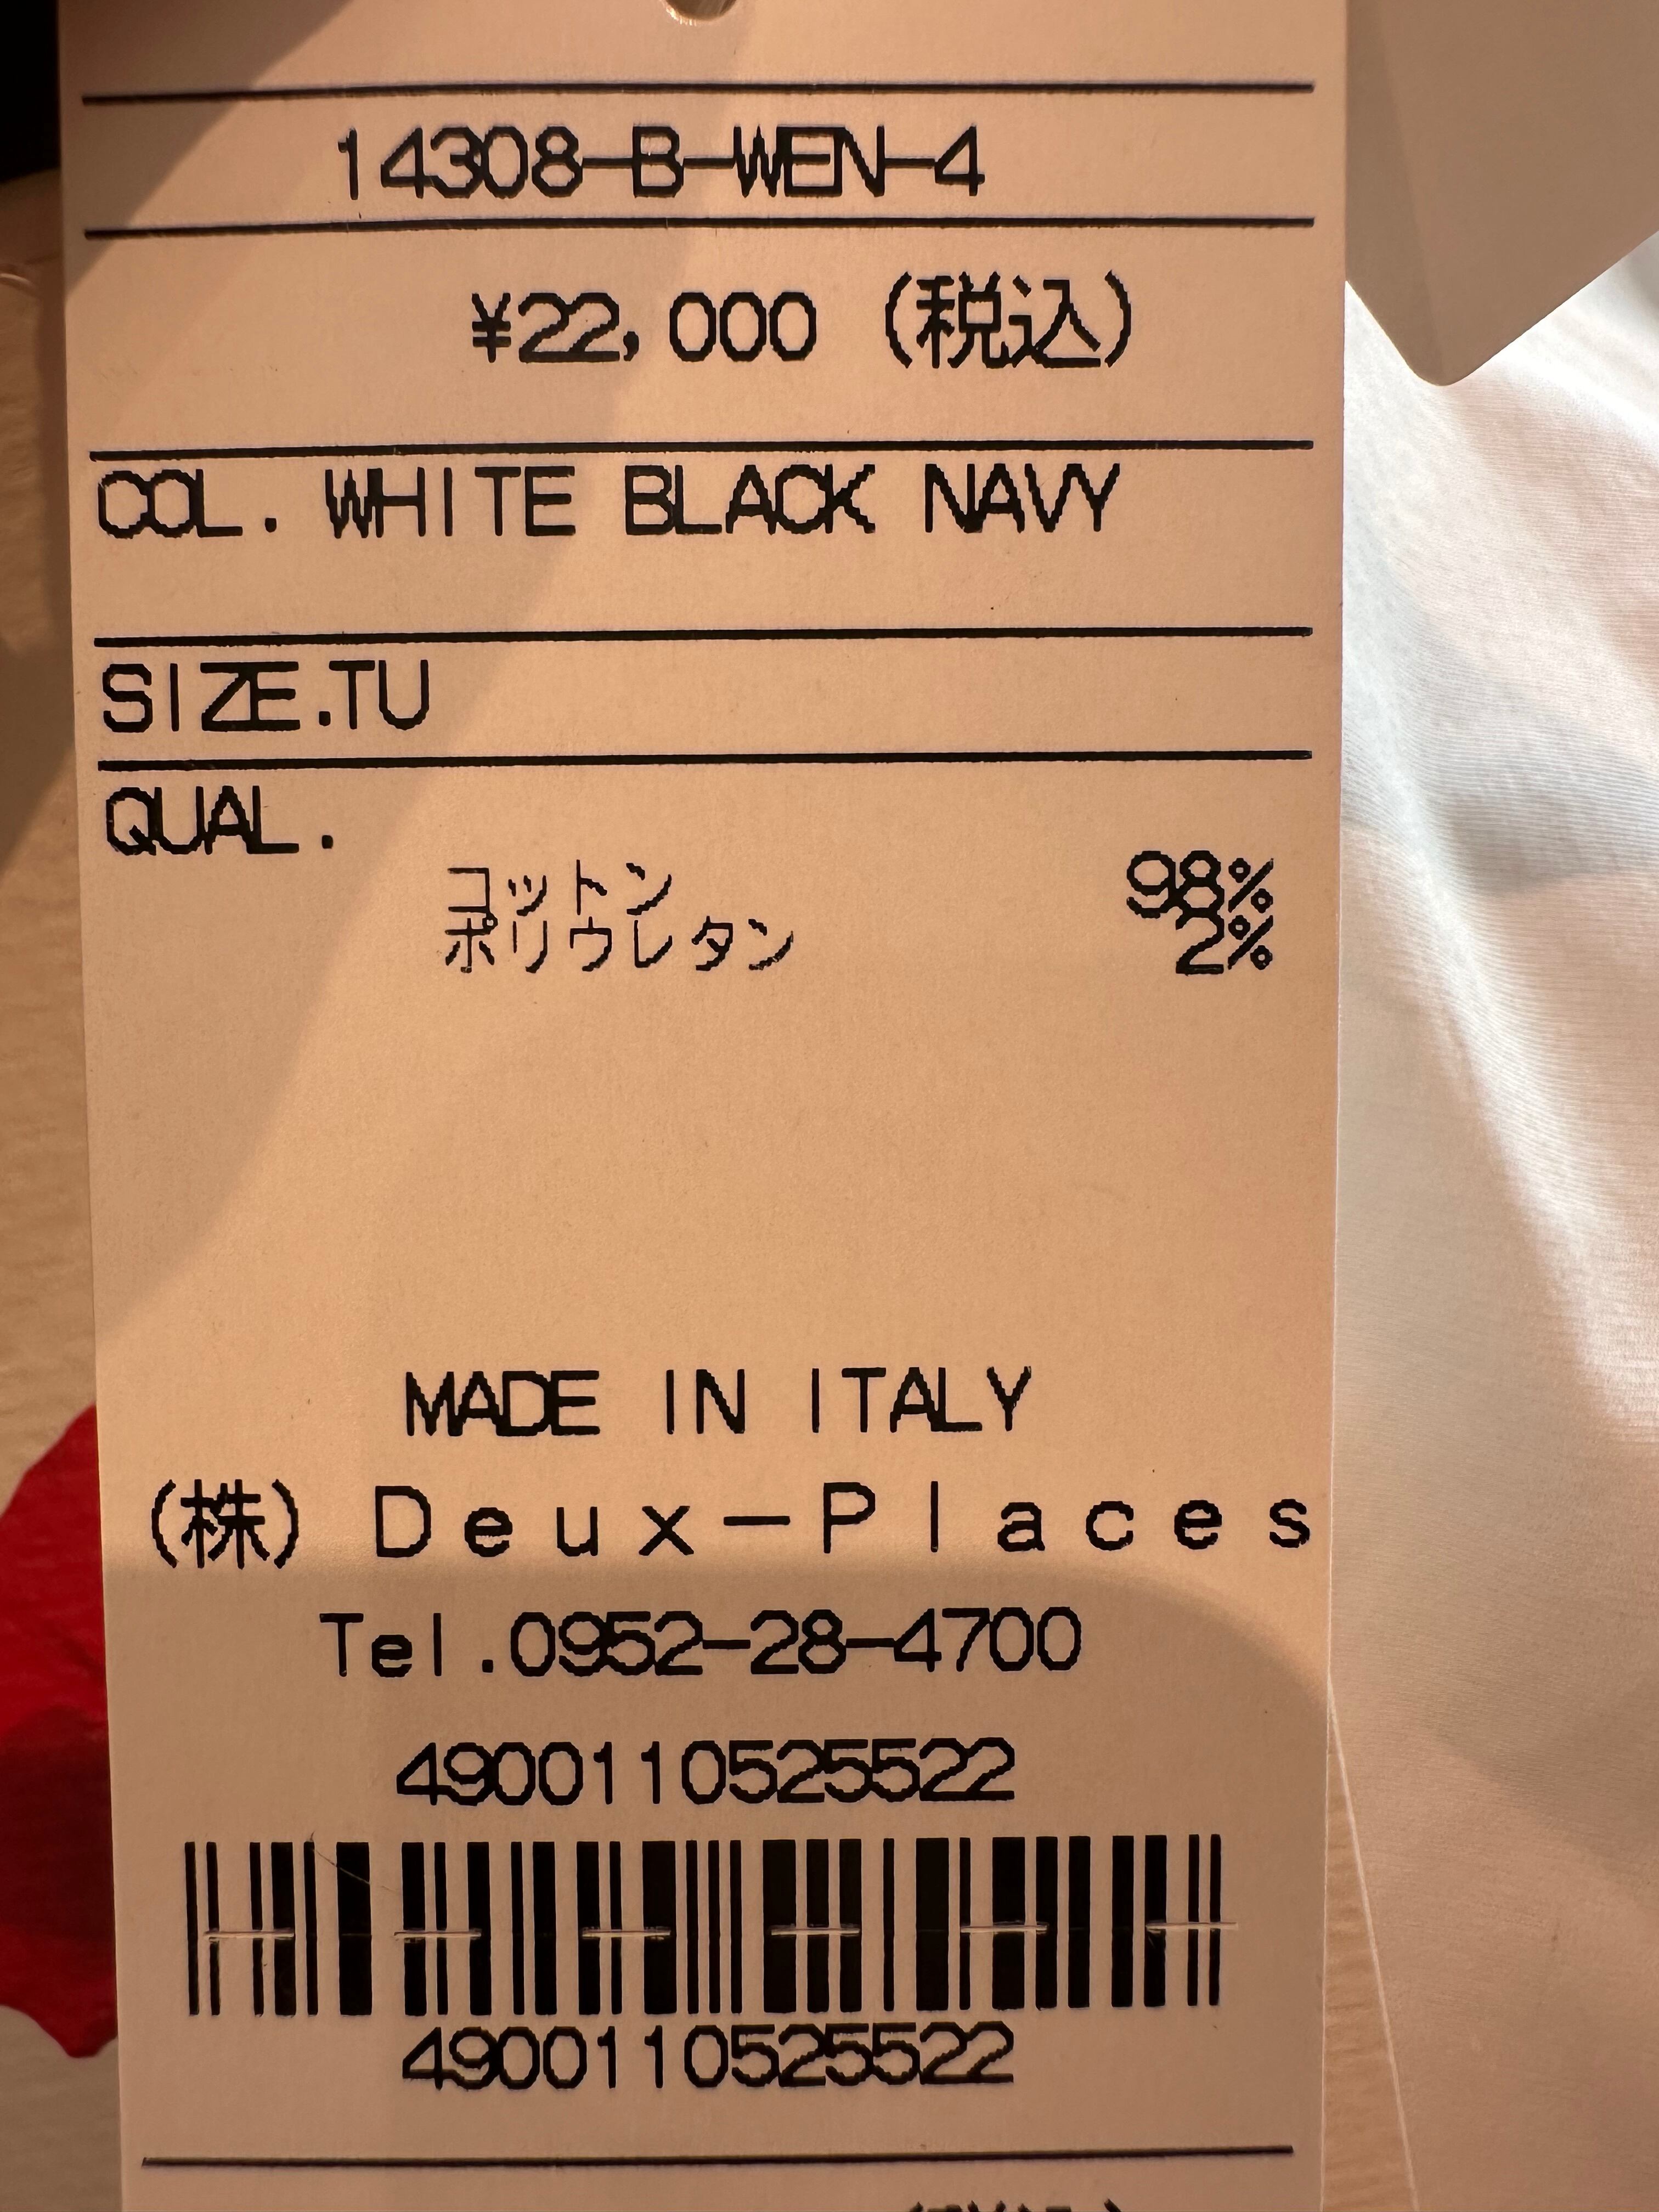 14308-B-WEN-4
¥22,000 (税込)
COL. WHITE BLACK NAVY
SIZE.TU
QUAL.
コットン 98%
ポリウレタン 2%
MADE IN ITALY
(株) Deux-Places
Tel.0952-28-4700
4900110525522
4900110525522